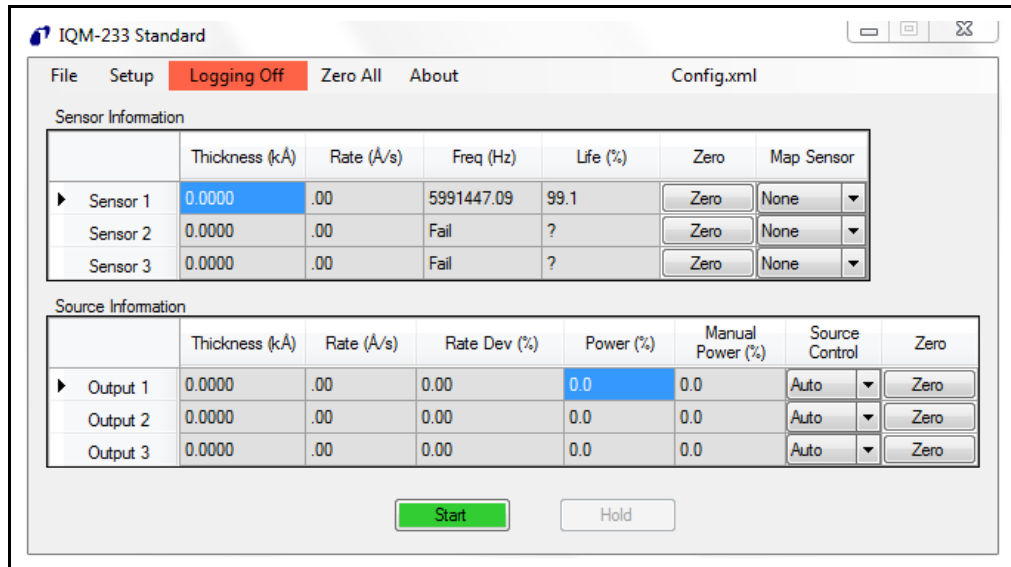 IQM-233 Standard
File Setup Logging Off Zero All About Config.xml
Sensor Information
Thickness (kÅ) Rate (Å/s) Freq (Hz) Life (%) Zero Map Sensor
Sensor 1 0.0000 .00 5991447.09 99.1 Zero None
Sensor 2 0.0000 .00 Fail ? Zero None
Sensor 3 0.0000 .00 Fail ? Zero None
Source Information
Thickness (kÅ) Rate (Å/s) Rate Dev (%) Power (%) Manual Power (%) Source Control Zero
Output 1 0.0000 .00 0.00 0.0 0.0 Auto Zero
Output 2 0.0000 .00 0.00 0.0 0.0 Auto Zero
Output 3 0.0000 .00 0.00 0.0 0.0 Auto Zero
Start Hold